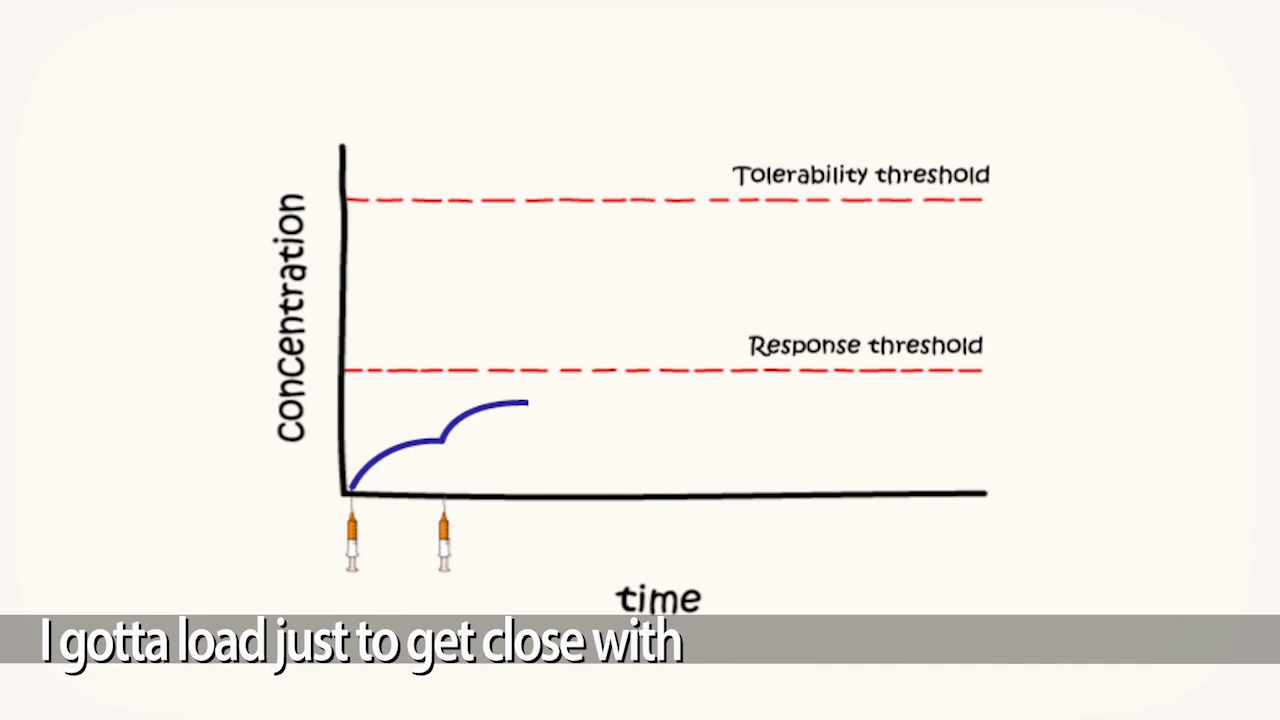 Tolerability threshold
concentration
Response threshold
time
I gotta load just to get close with